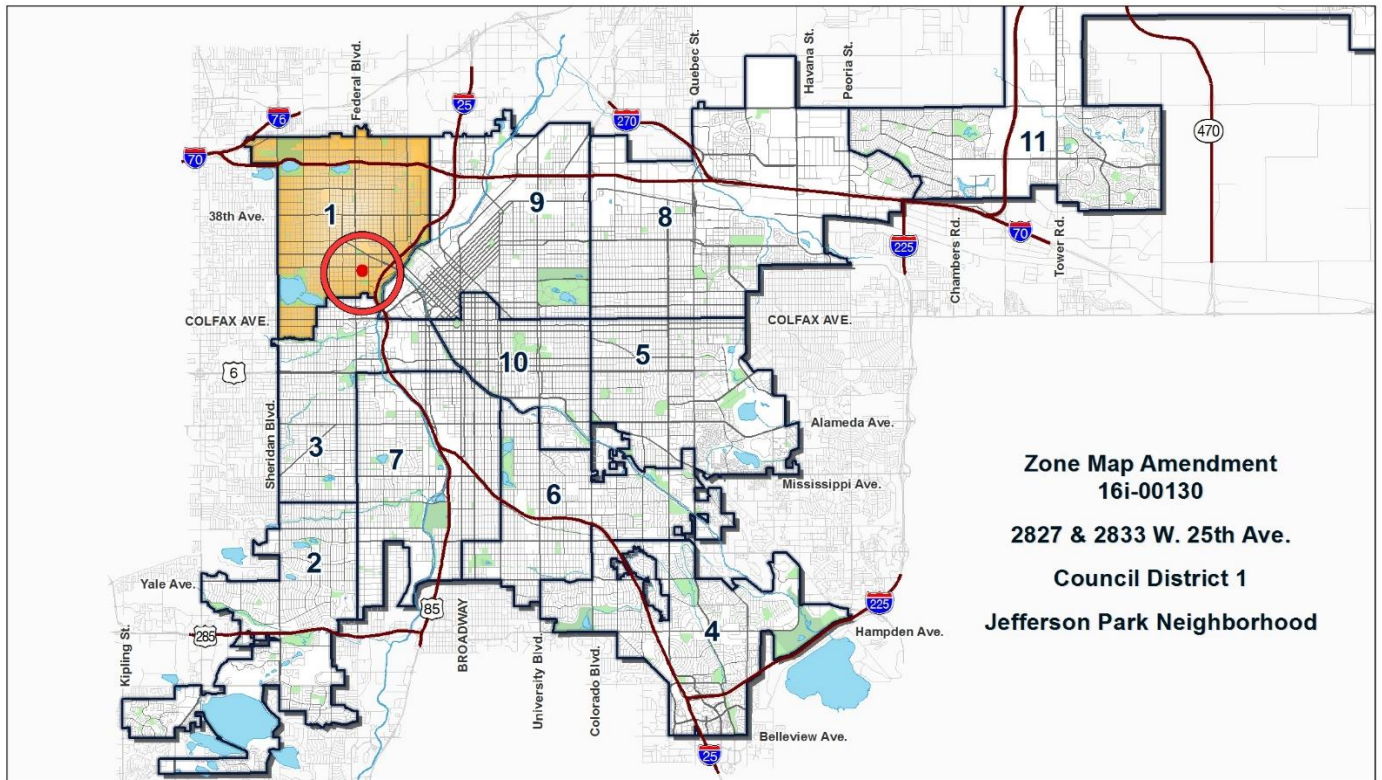 Federal Blvd.
Quebec St.
Havana St.
Peoria St.
76
25
270
470
70
11
38th Ave.
1
9
8
225
Chambers Rd.
70
Tower Rd.
COLFAX AVE.
COLFAX AVE.
10
5
6
Sheridan Blvd.
3
7
Alameda Ave.
6
Mississippi Ave.
Zone Map Amendment
16i-00130
2827 & 2833 W. 25th Ave.
Council District 1
Jefferson Park Neighborhood
2
Yale Ave.
85
225
285
Kipling St.
BROADWAY
University Blvd.
Colorado Blvd.
4
Hampden Ave.
Belleview Ave.
25